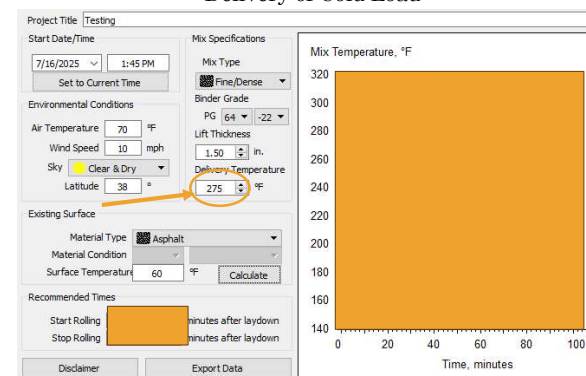 Delivery of Cold Load
Project Title Testing
Start Date/Time
7/16/2025 1:45 PM
Set to Current Time
Environmental Conditions
Air Temperature 70 °F
Wind Speed 10 mph
Sky Clear & Dry
Latitude 38 °
Mix Specifications
Mix Type
Fine/Dense
Binder Grade
PG 64 -22
Lift Thickness
1.50 in.
Delivery Temperature
275 °F
Existing Surface
Material Type Asphalt
Material Condition
Surface Temperature 60 °F Calculate
Recommended Times
Start Rolling minutes after laydown
Stop Rolling minutes after laydown
Disclaimer Export Data
Mix Temperature, °F
320
300
280
260
240
220
200
180
160
140
0 20 40 60 80 100
Time, minutes